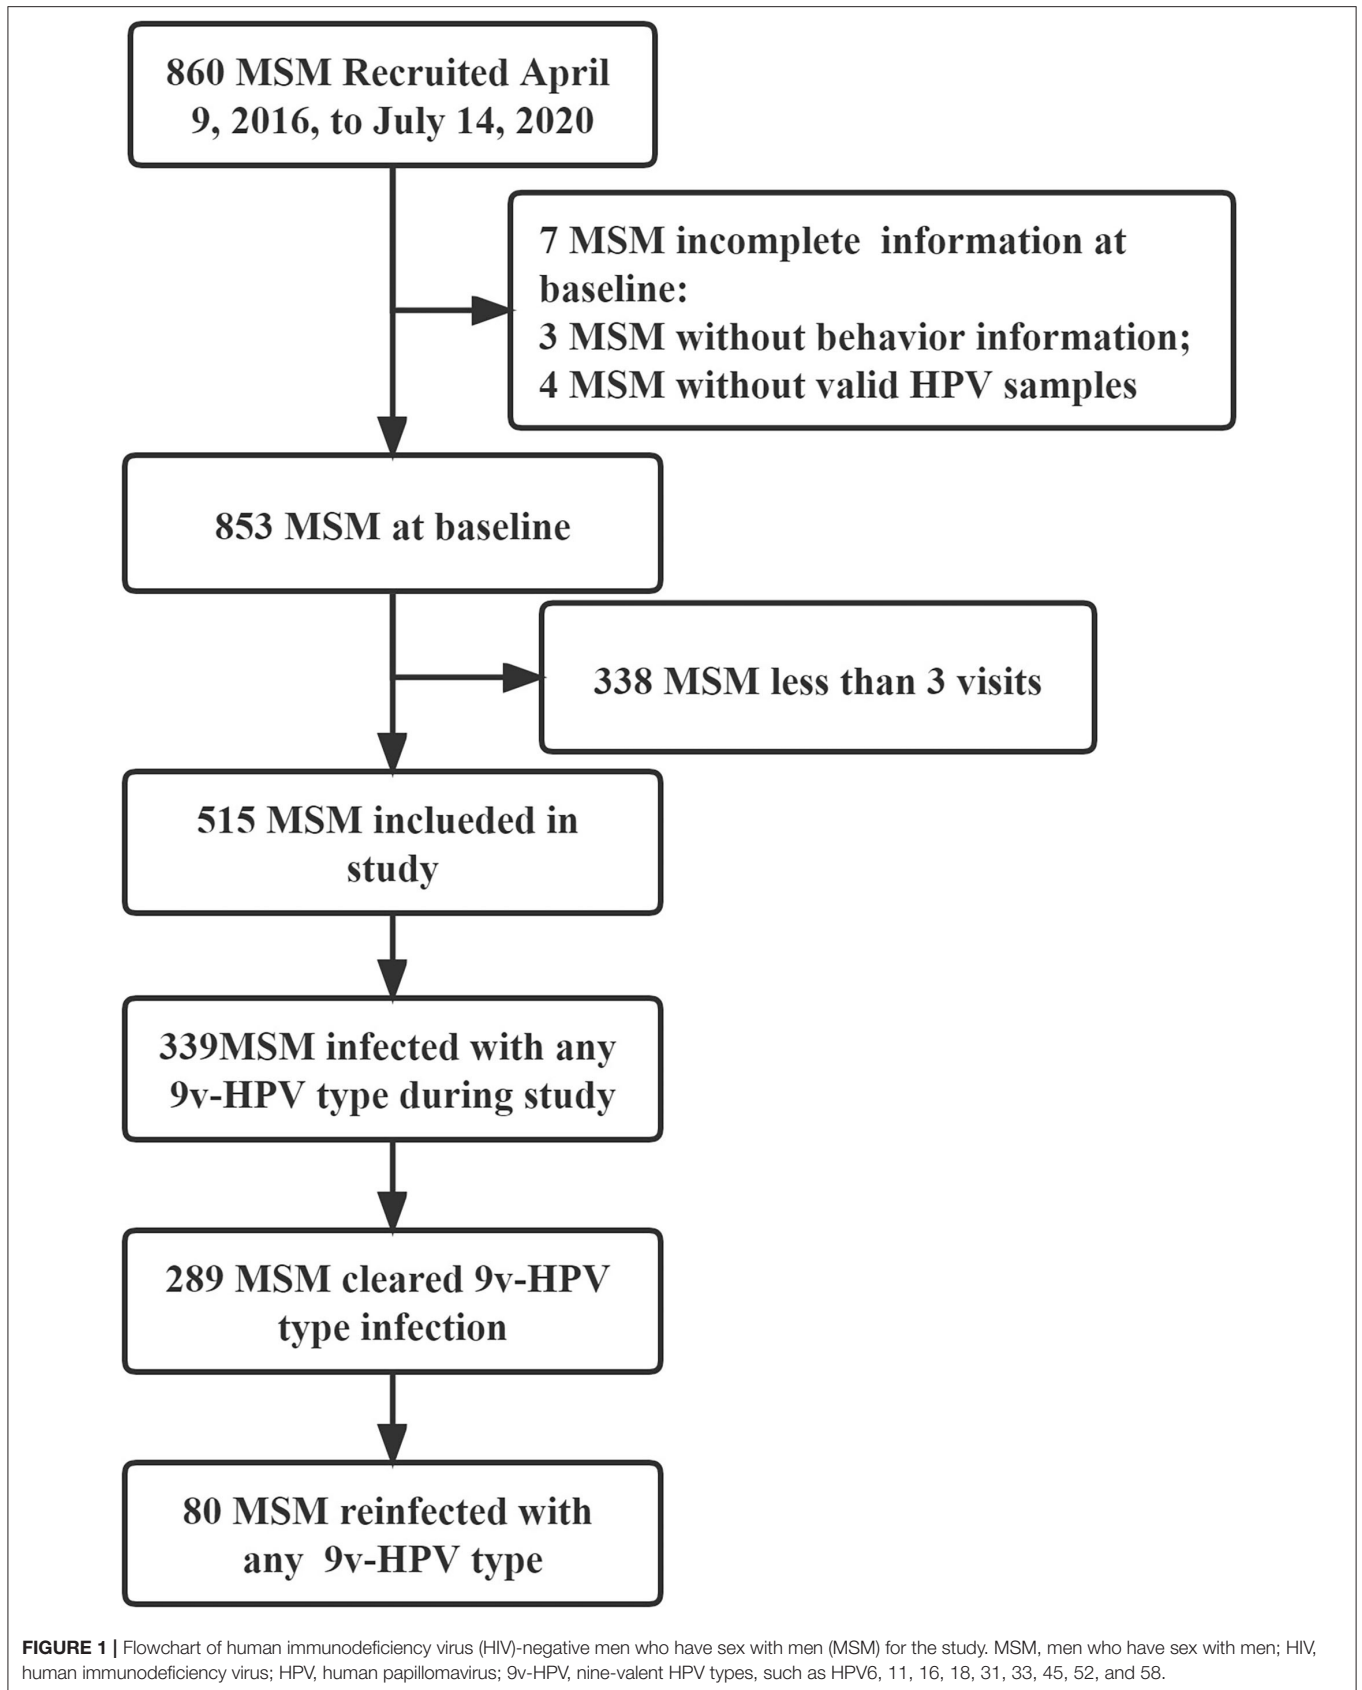 860 MSM Recruited April
9, 2016, to July 14, 2020
7 MSM incomplete information at
baseline:
3 MSM without behavior information;
4 MSM without valid HPV samples
853 MSM at baseline
338 MSM less than 3 visits
515 MSM inclueded in
study
339MSM infected with any
9v-HPV type during study
289 MSM cleared 9v-HPV
type infection
80 MSM reinfected with
any 9v-HPV type
FIGURE 1 | Flowchart of human immunodeficiency virus (HIV)-negative men who have sex with men (MSM) for the study. MSM, men who have sex with men; HIV,
human immunodeficiency virus; HPV, human papillomavirus; 9v-HPV, nine-valent HPV types, such as HPV6, 11, 16, 18, 31, 33, 45, 52, and 58.